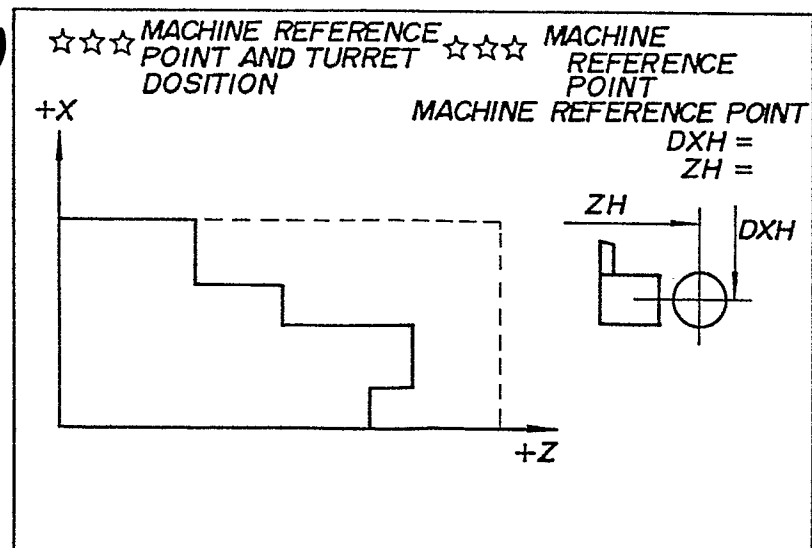 ☆☆☆ MACHINE REFERENCE
POINT AND TURRET
DOSITION
☆☆☆ MACHINE
REFERENCE
POINT
MACHINE REFERENCE POINT
DXH =
ZH =
+X
ZH
DXH
+Z